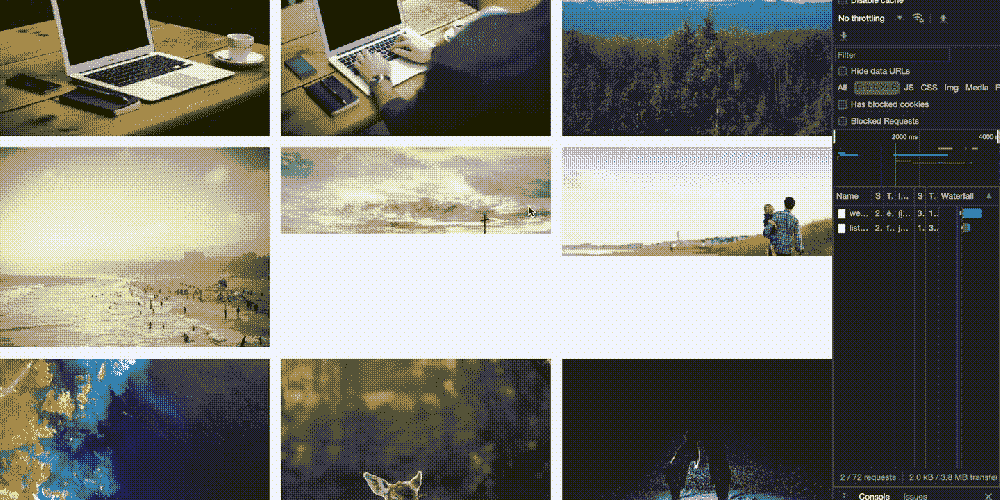 Disable cache
No throttling
Filter
Hide data URLs
All JS CSS Img Media F
Has blocked cookies
Blocked Requests
2000 ms 4000
Name S T. I... S T. Waterfall
we... 2. e. g... 3. 1..
list... 2. f. j... 1. 3..
2 / 72 requests 2.0 kB / 3.8 MB transfer
Console Issues